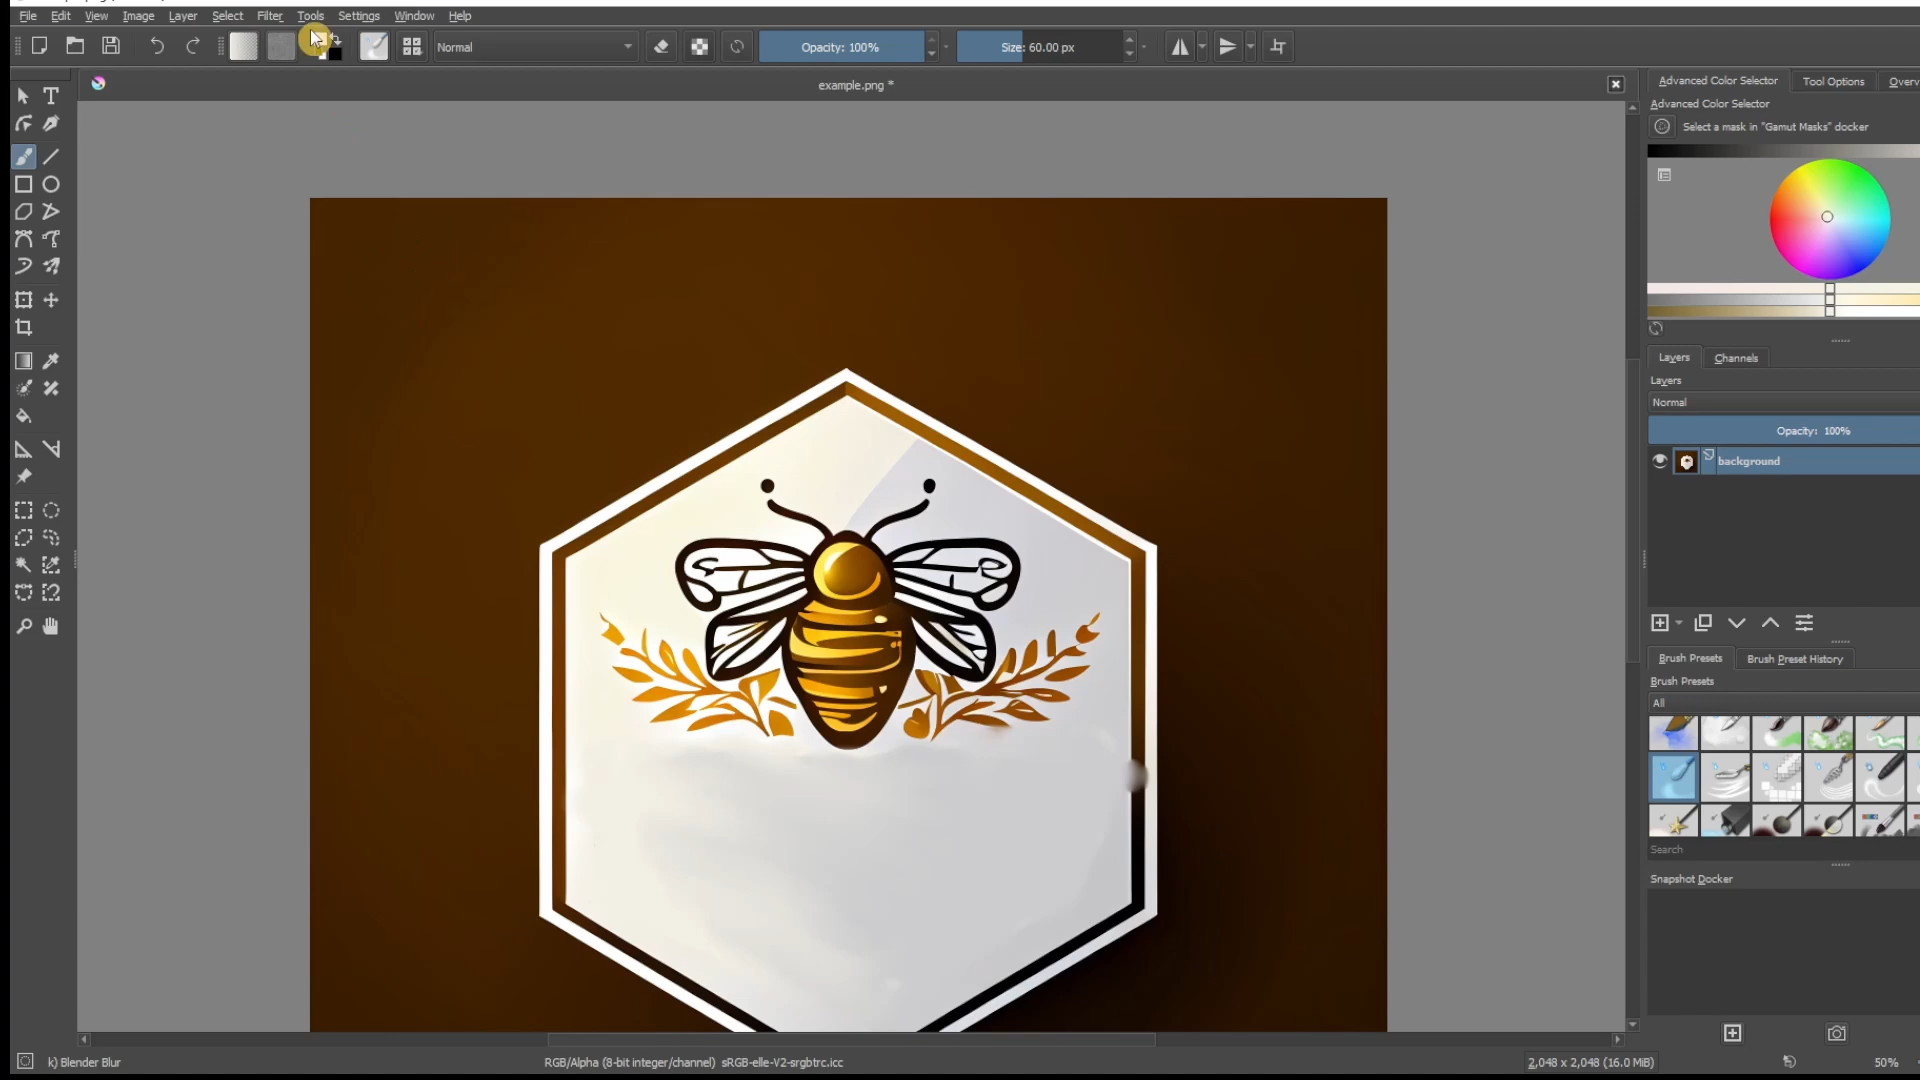 File Edit View Image Layer Select Filter Tools Settings Window Help
Normal Opacity: 100% Size: 60.00 px
example.png *
Advanced Color Selector Tool Options Overv
Advanced Color Selector
Select a mask in "Gamut Masks" docker
Layers Channels
Layers
Normal
Opacity: 100%
background
Brush Presets Brush Preset History
Brush Presets
All
Search
Snapshot Docker
k) Blender Blur RGB/Alpha (8-bit integer/channel) sRGB-elle-V2-srgbtrc.icc 2,048 x 2,048 (16.0 MiB) 50%